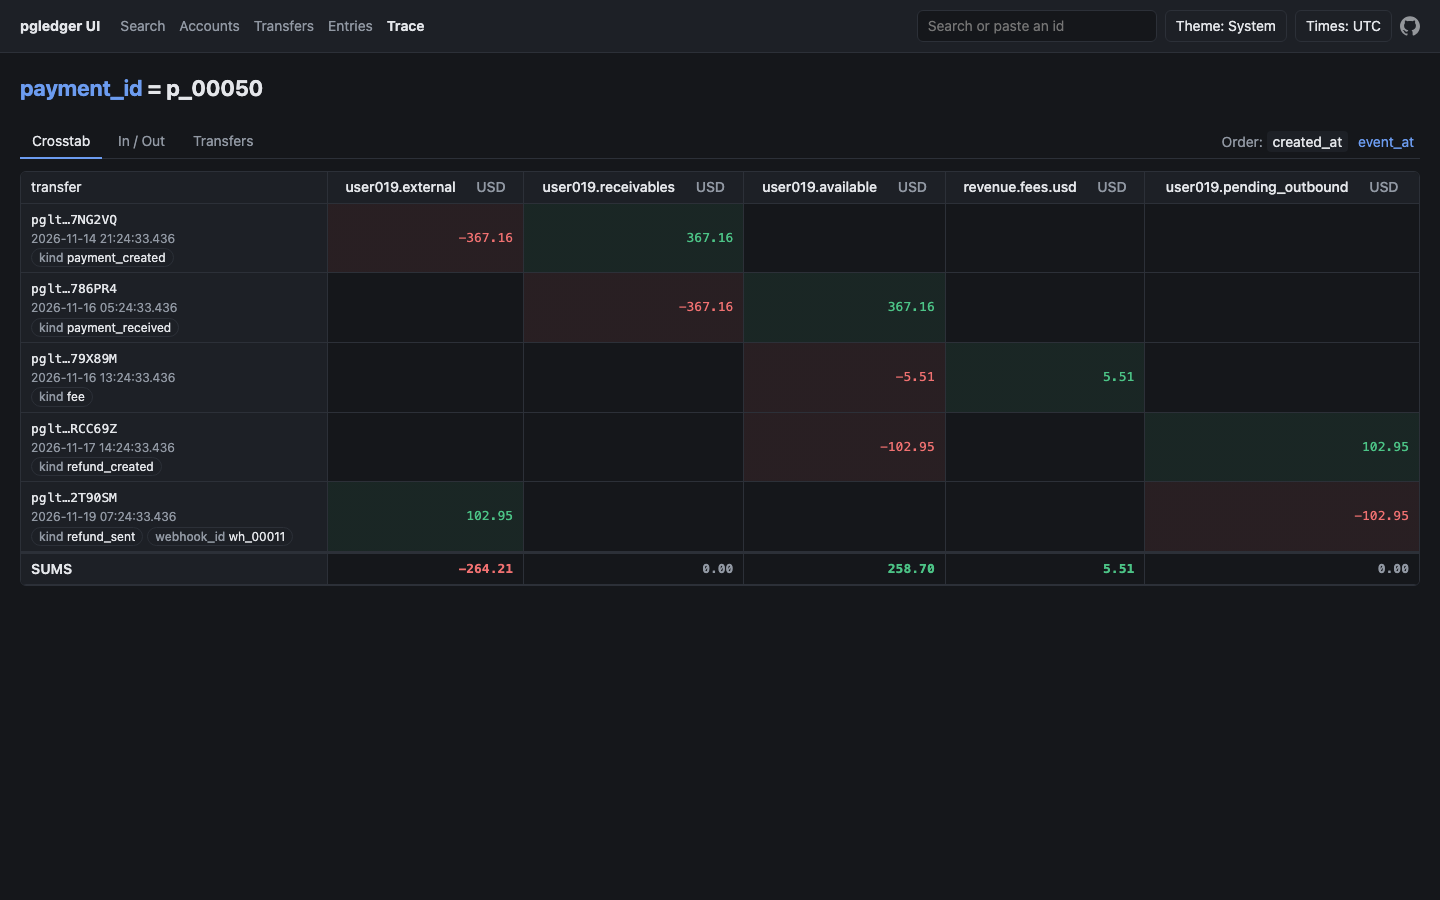 pgledger UI Search Accounts Transfers Entries Trace Search or paste an id Theme: System Times: UTC
payment_id = p_00050
Crosstab In / Out Transfers Order: created_at event_at
transfer user019.external USD user019.receivables USD user019.available USD revenue.fees.usd USD user019.pending_outbound USD
pglt…7NG2VQ
2026-11-14 21:24:33.436 −367.16 367.16
kind payment_created
pglt…786PR4
2026-11-16 05:24:33.436 −367.16 367.16
kind payment_received
pglt…79X89M
2026-11-16 13:24:33.436 −5.51 5.51
kind fee
pglt…RCC69Z
2026-11-17 14:24:33.436 −102.95 102.95
kind refund_created
pglt…2T90SM
2026-11-19 07:24:33.436 102.95 −102.95
kind refund_sent webhook_id wh_00011
SUMS −264.21 0.00 258.70 5.51 0.00